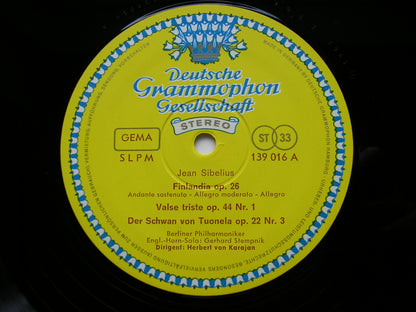 Deutsche
Grammophon
Gesellschaft
STEREO
GEMA
ST 33
SLPM
139 016 A
Jean Sibelius
Finlandia op. 26
Andante sostenuto - Allegro moderato - Allegro
Valse triste op. 44 Nr. 1
Der Schwan von Tuonela op. 22 Nr. 3
Berliner Philharmoniker
Engl.-Horn-Solo: Gerhard Stempnik
Dirigent: Herbert von Karajan